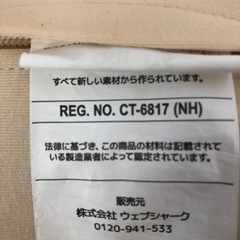 すべて新しい素材から作られています。
REG. NO. CT-6817 (NH)
法律に基づき、この商品の材料は記載され
ている製造業者によって認定されています。
販売元
株式会社 ウェブシャーク
0120-941-533